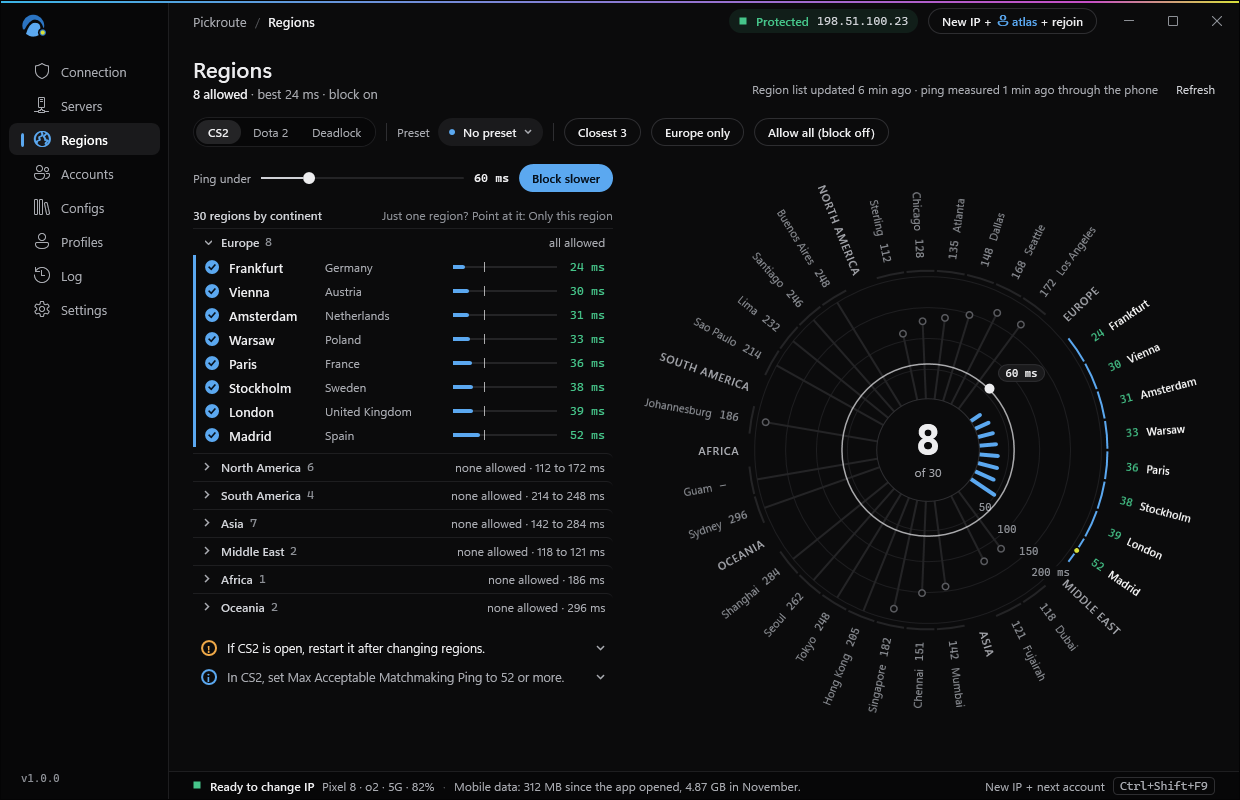 Pickroute / Regions
Protected 198.51.100.23
New IP + atlas + rejoin
Connection
Servers
Regions
Accounts
Configs
Profiles
Log
Settings
v1.0.0
Regions
8 allowed · best 24 ms · block on
Region list updated 6 min ago · ping measured 1 min ago through the phone
Refresh
CS2 Dota 2 Deadlock
Preset No preset
Closest 3
Europe only
Allow all (block off)
Ping under 60 ms Block slower
30 regions by continent
Just one region? Point at it: Only this region
Europe 8 all allowed
Frankfurt Germany 24 ms
Vienna Austria 30 ms
Amsterdam Netherlands 31 ms
Warsaw Poland 33 ms
Paris France 36 ms
Stockholm Sweden 38 ms
London United Kingdom 39 ms
Madrid Spain 52 ms
North America 6 none allowed · 112 to 172 ms
South America 4 none allowed · 214 to 248 ms
Asia 7 none allowed · 142 to 284 ms
Middle East 2 none allowed · 118 to 121 ms
Africa 1 none allowed · 186 ms
Oceania 2 none allowed · 296 ms
If CS2 is open, restart it after changing regions.
In CS2, set Max Acceptable Matchmaking Ping to 52 or more.
NORTH AMERICA
Sterling 112
Chicago 128
135 Atlanta
148 Dallas
168 Seattle
172 Los Angeles
EUROPE
24 Frankfurt
30 Vienna
31 Amsterdam
33 Warsaw
36 Paris
38 Stockholm
39 London
52 Madrid
MIDDLE EAST
118 Dubai
121 Fujairah
ASIA
142 Mumbai
Chennai 151
Singapore 182
Hong Kong 205
Tokyo 248
Seoul 262
Shanghai 284
OCEANIA
Sydney 296
Guam –
AFRICA
Johannesburg 186
SOUTH AMERICA
Sao Paulo 214
Lima 232
Santiago 246
Buenos Aires 248
60 ms
8
of 30
50
100
150
200 ms
Ready to change IP Pixel 8 · o2 · 5G · 82% · Mobile data: 312 MB since the app opened, 4.87 GB in November.
New IP + next account Ctrl+Shift+F9